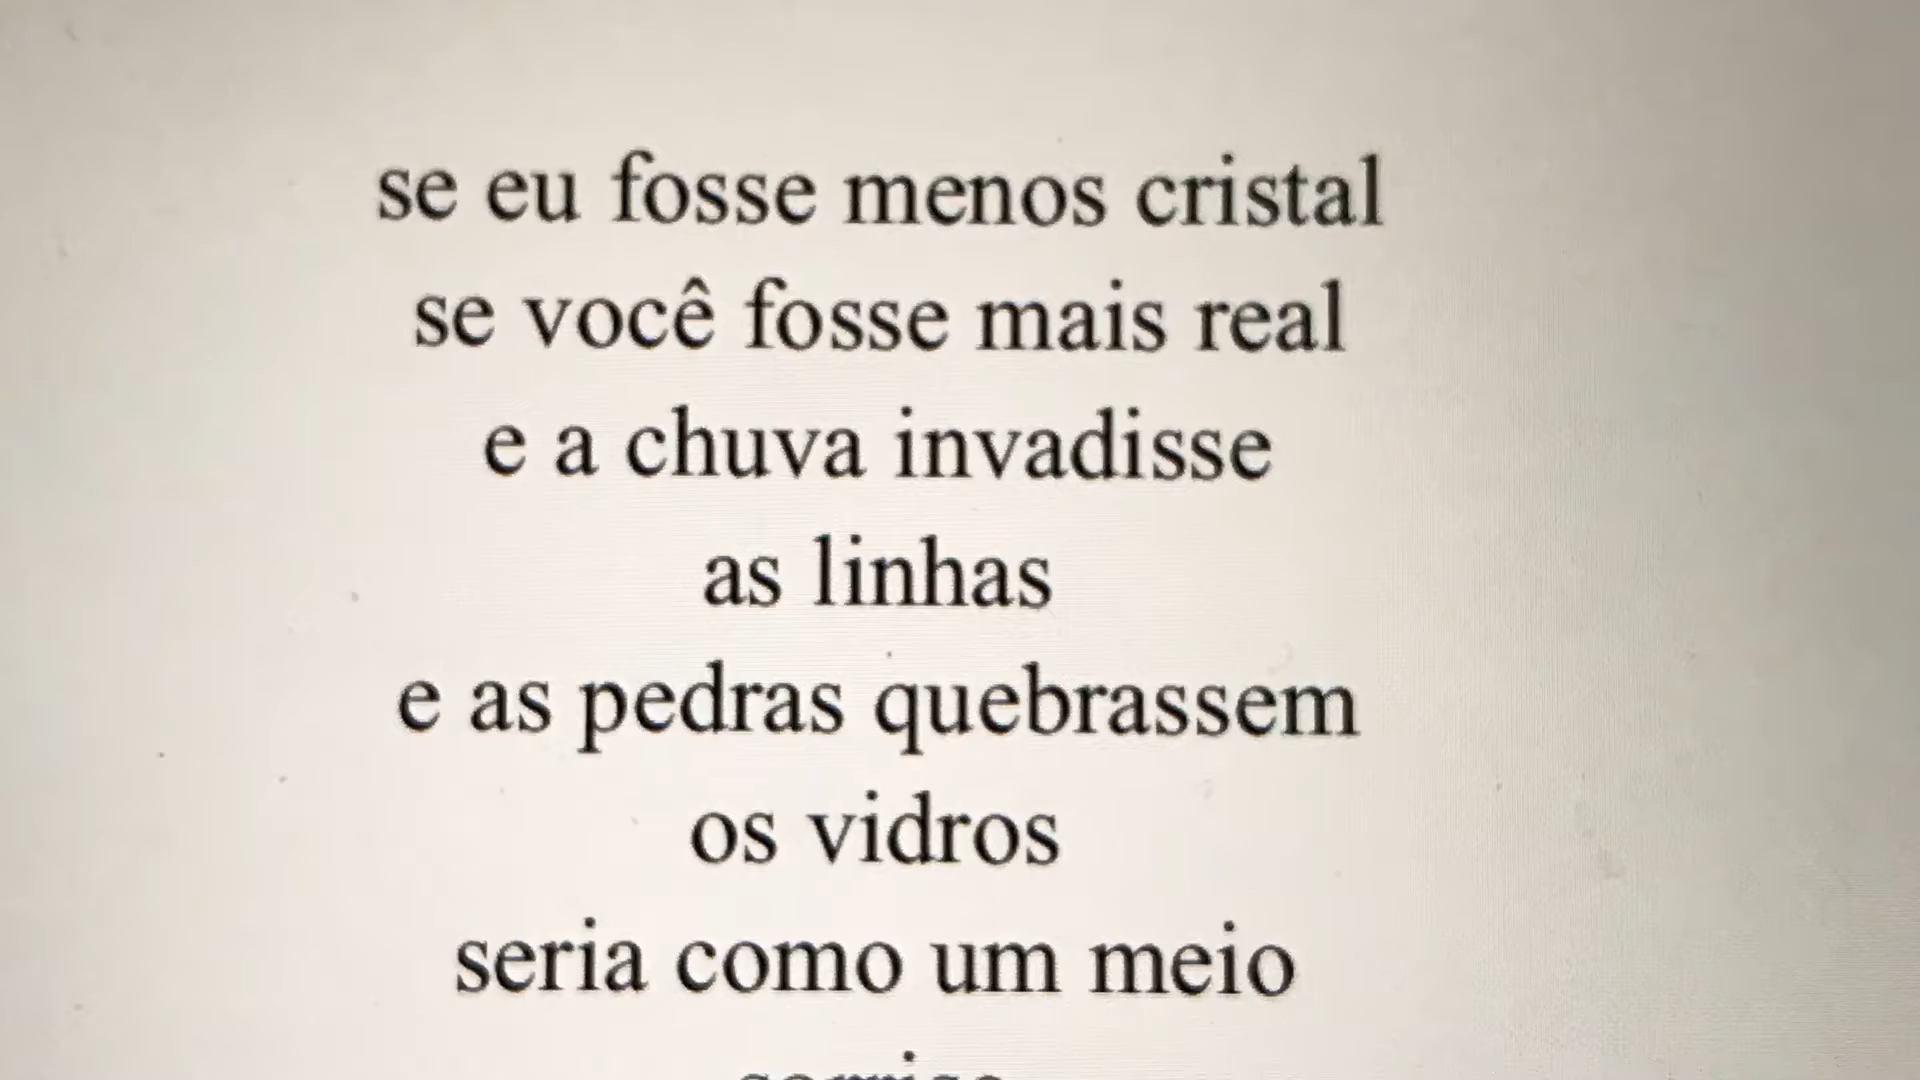 se eu fosse menos cristal
se você fosse mais real
e a chuva invadisse
as linhas
e as pedras quebrassem
os vidros
seria como um meio